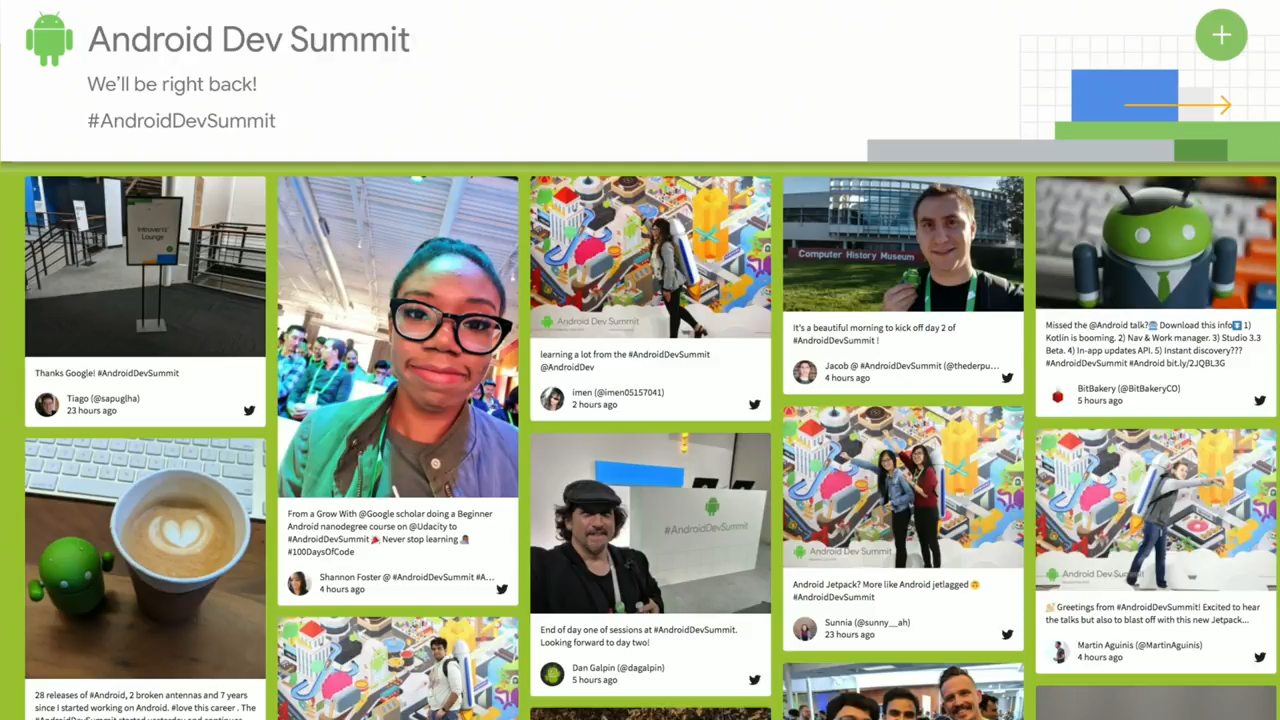 Android Dev Summit
We'll be right back!
#AndroidDevSummit
+
Introverts'
Lounge
Thanks Google! #AndroidDevSummit
Tiago (@sapuglha)
23 hours ago
28 releases of #Android, 2 broken antennas and 7 years
since I started working on Android. #love this career . The
#AndroidDevSummit started yesterday and continues
From a Grow With @Google scholar doing a Beginner
Android nanodegree course on @Udacity to
#AndroidDevSummit 🎉 Never stop learning 👩🏾‍💻
#100DaysOfCode
Shannon Foster @ #AndroidDevSummit #A...
4 hours ago
Android Dev Summit
learning a lot from the #AndroidDevSummit
@AndroidDev
imen (@imen05157041)
2 hours ago
#AndroidDevSummit
End of day one of sessions at #AndroidDevSummit.
Looking forward to day two!
Dan Galpin (@dagalpin)
5 hours ago
Computer History Museum
It's a beautiful morning to kick off day 2 of
#AndroidDevSummit !
Jacob @ #AndroidDevSummit (@thederpu...
4 hours ago
Android Dev Summit
Android Jetpack? More like Android jetlagged 🙃
#AndroidDevSummit
Sunnia (@sunny__ah)
23 hours ago
Missed the @Android talk? Download this info 1)
Kotlin is booming. 2) Nav & Work manager. 3) Studio 3.3
Beta. 4) In-app updates API. 5) Instant discovery???
#AndroidDevSummit #Android bit.ly/2JQBL3G
BitBakery (@BitBakeryCO)
5 hours ago
Android Dev Summit
👋🏼 Greetings from #AndroidDevSummit! Excited to hear
the talks but also to blast off with this new Jetpack...
Martin Aguinis (@MartinAguinis)
4 hours ago